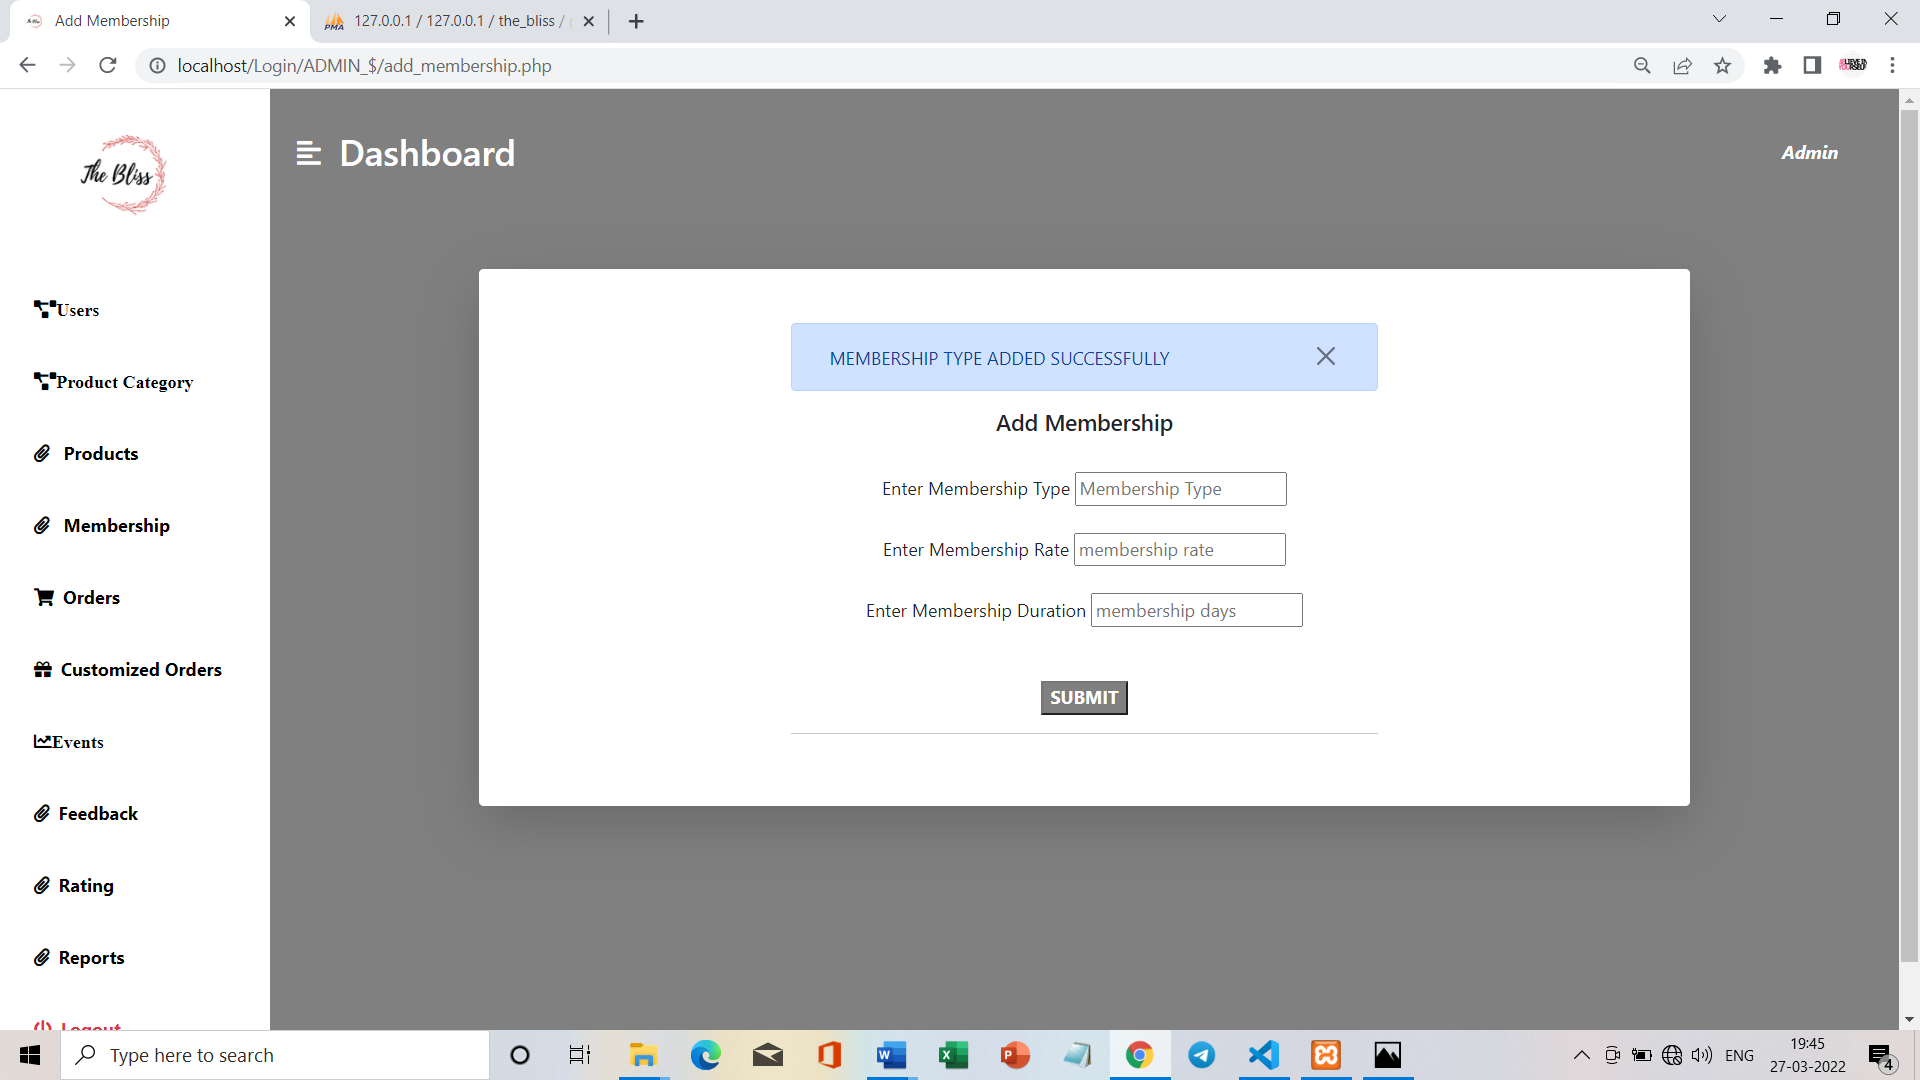 Add Membership
127.0.0.1 / 127.0.0.1 / the_bliss /
localhost/Login/ADMIN_$/add_membership.php
The Bliss
Dashboard
Admin
Users
Product Category
Products
Membership
Orders
Customized Orders
Events
Feedback
Rating
Reports
Logout
MEMBERSHIP TYPE ADDED SUCCESSFULLY
Add Membership
Enter Membership Type Membership Type
Enter Membership Rate membership rate
Enter Membership Duration membership days
SUBMIT
Type here to search
ENG
19:45
27-03-2022
4